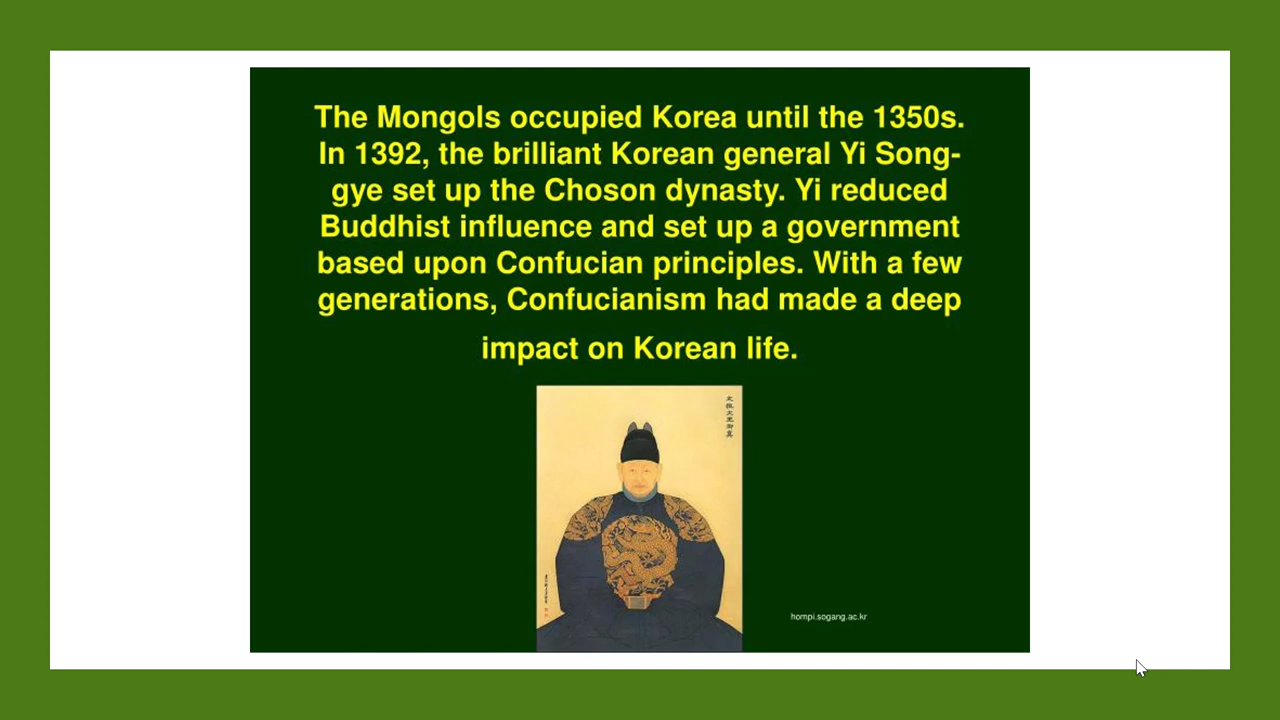 The Mongols occupied Korea until the 1350s.
In 1392, the brilliant Korean general Yi Song-
gye set up the Choson dynasty. Yi reduced
Buddhist influence and set up a government
based upon Confucian principles. With a few
generations, Confucianism had made a deep
impact on Korean life.
hompi.sogang.ac.kr